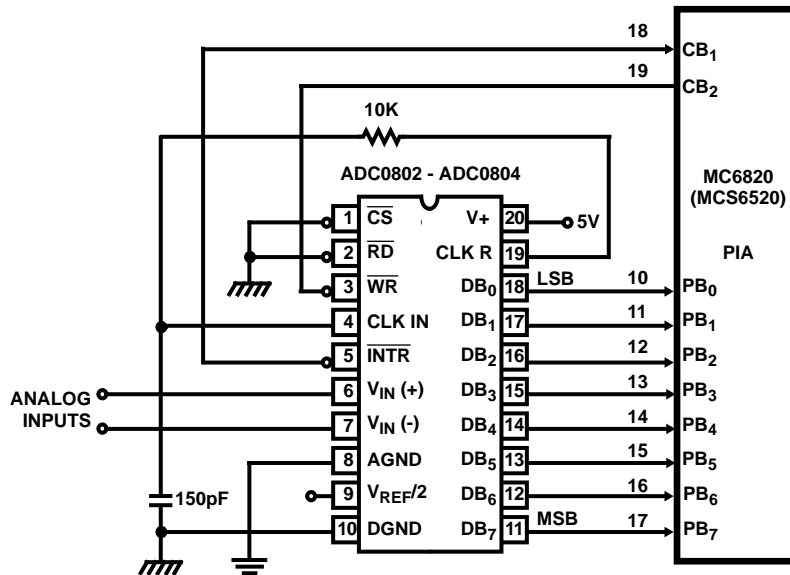 18
CB1
19
CB2
10K
ADC0802 - ADC0804
MC6820
(MCS6520)
PIA
1 CS V+ 20 5V
2 RD CLK R 19
3 WR DB0 18 LSB 10 PB0
4 CLK IN DB1 17 11 PB1
5 INTR DB2 16 12 PB2
6 VIN (+) DB3 15 13 PB3
7 VIN (-) DB4 14 14 PB4
8 AGND DB5 13 15 PB5
9 VREF/2 DB6 12 16 PB6
10 DGND DB7 11 MSB 17 PB7
ANALOG
INPUTS
150pF